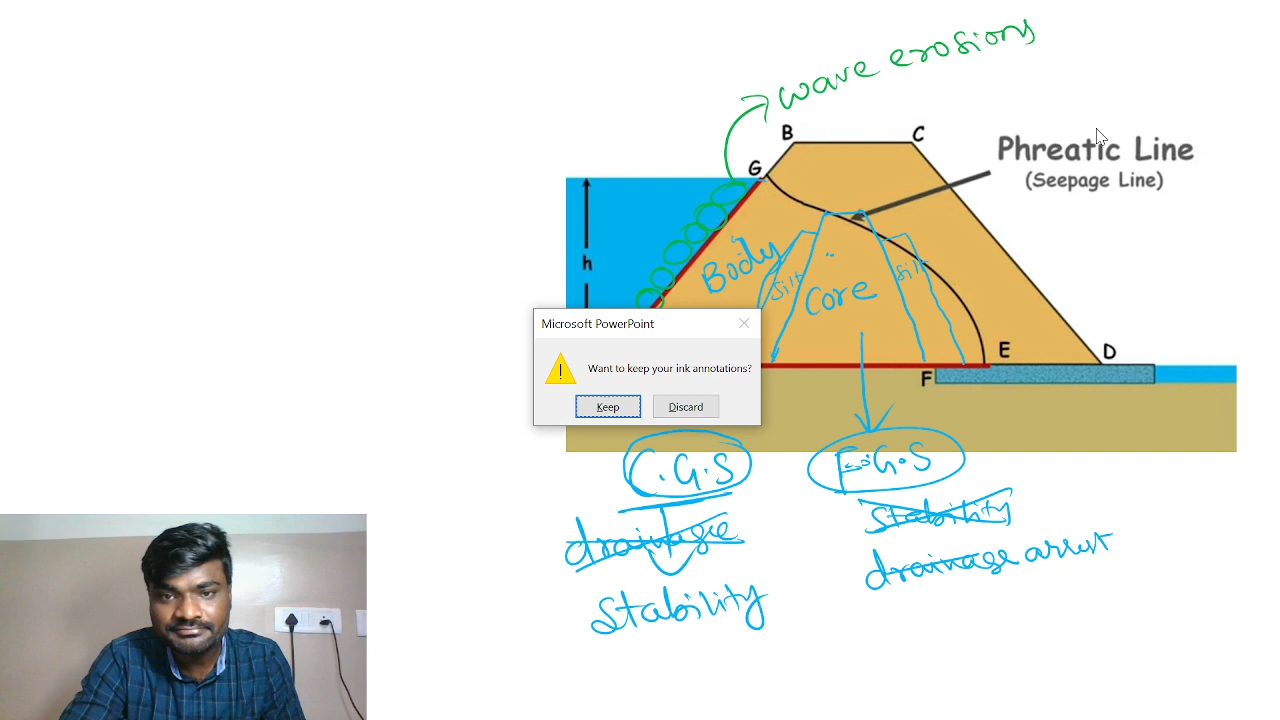 wave erosions
B
C
G
Phreatic Line
(Seepage Line)
h
Body
Silt
Core
Silt
Microsoft PowerPoint
Want to keep your ink annotations?
Keep
Discard
E
D
F
C.G.S
F.G.S
drainage
stability
stability
drainage arrest